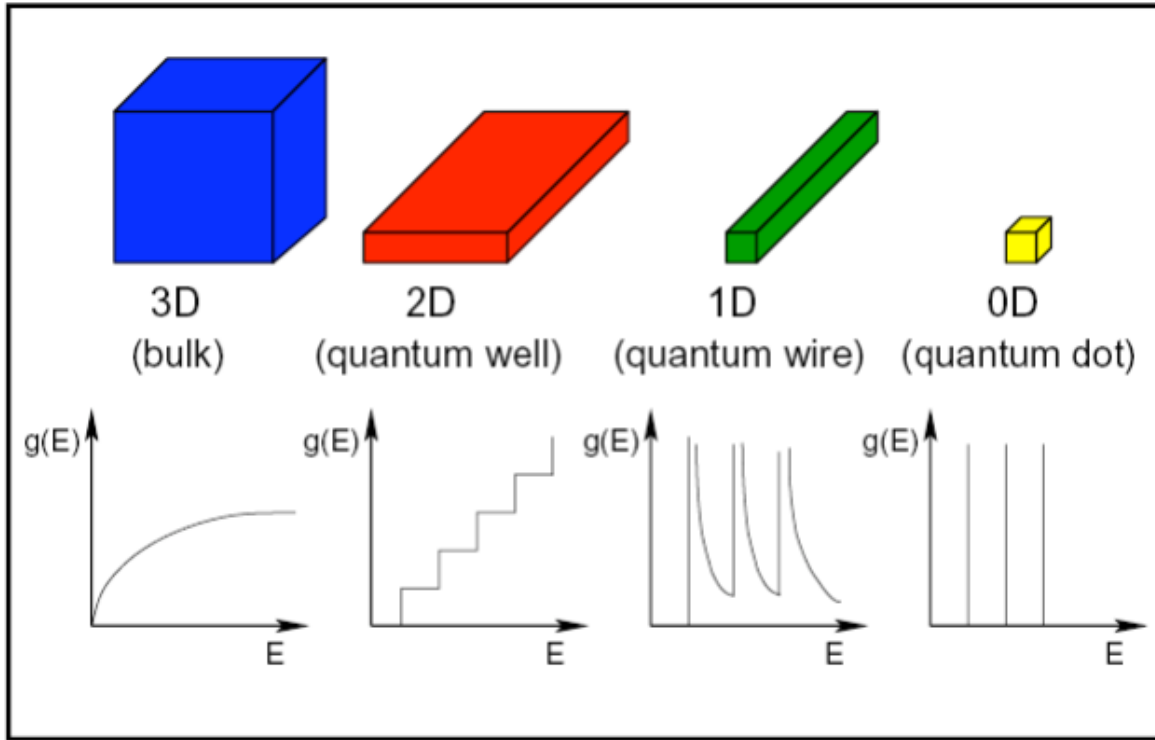 3D
(bulk)
2D
(quantum well)
1D
(quantum wire)
0D
(quantum dot)
g(E)
E
g(E)
E
g(E)
E
g(E)
E